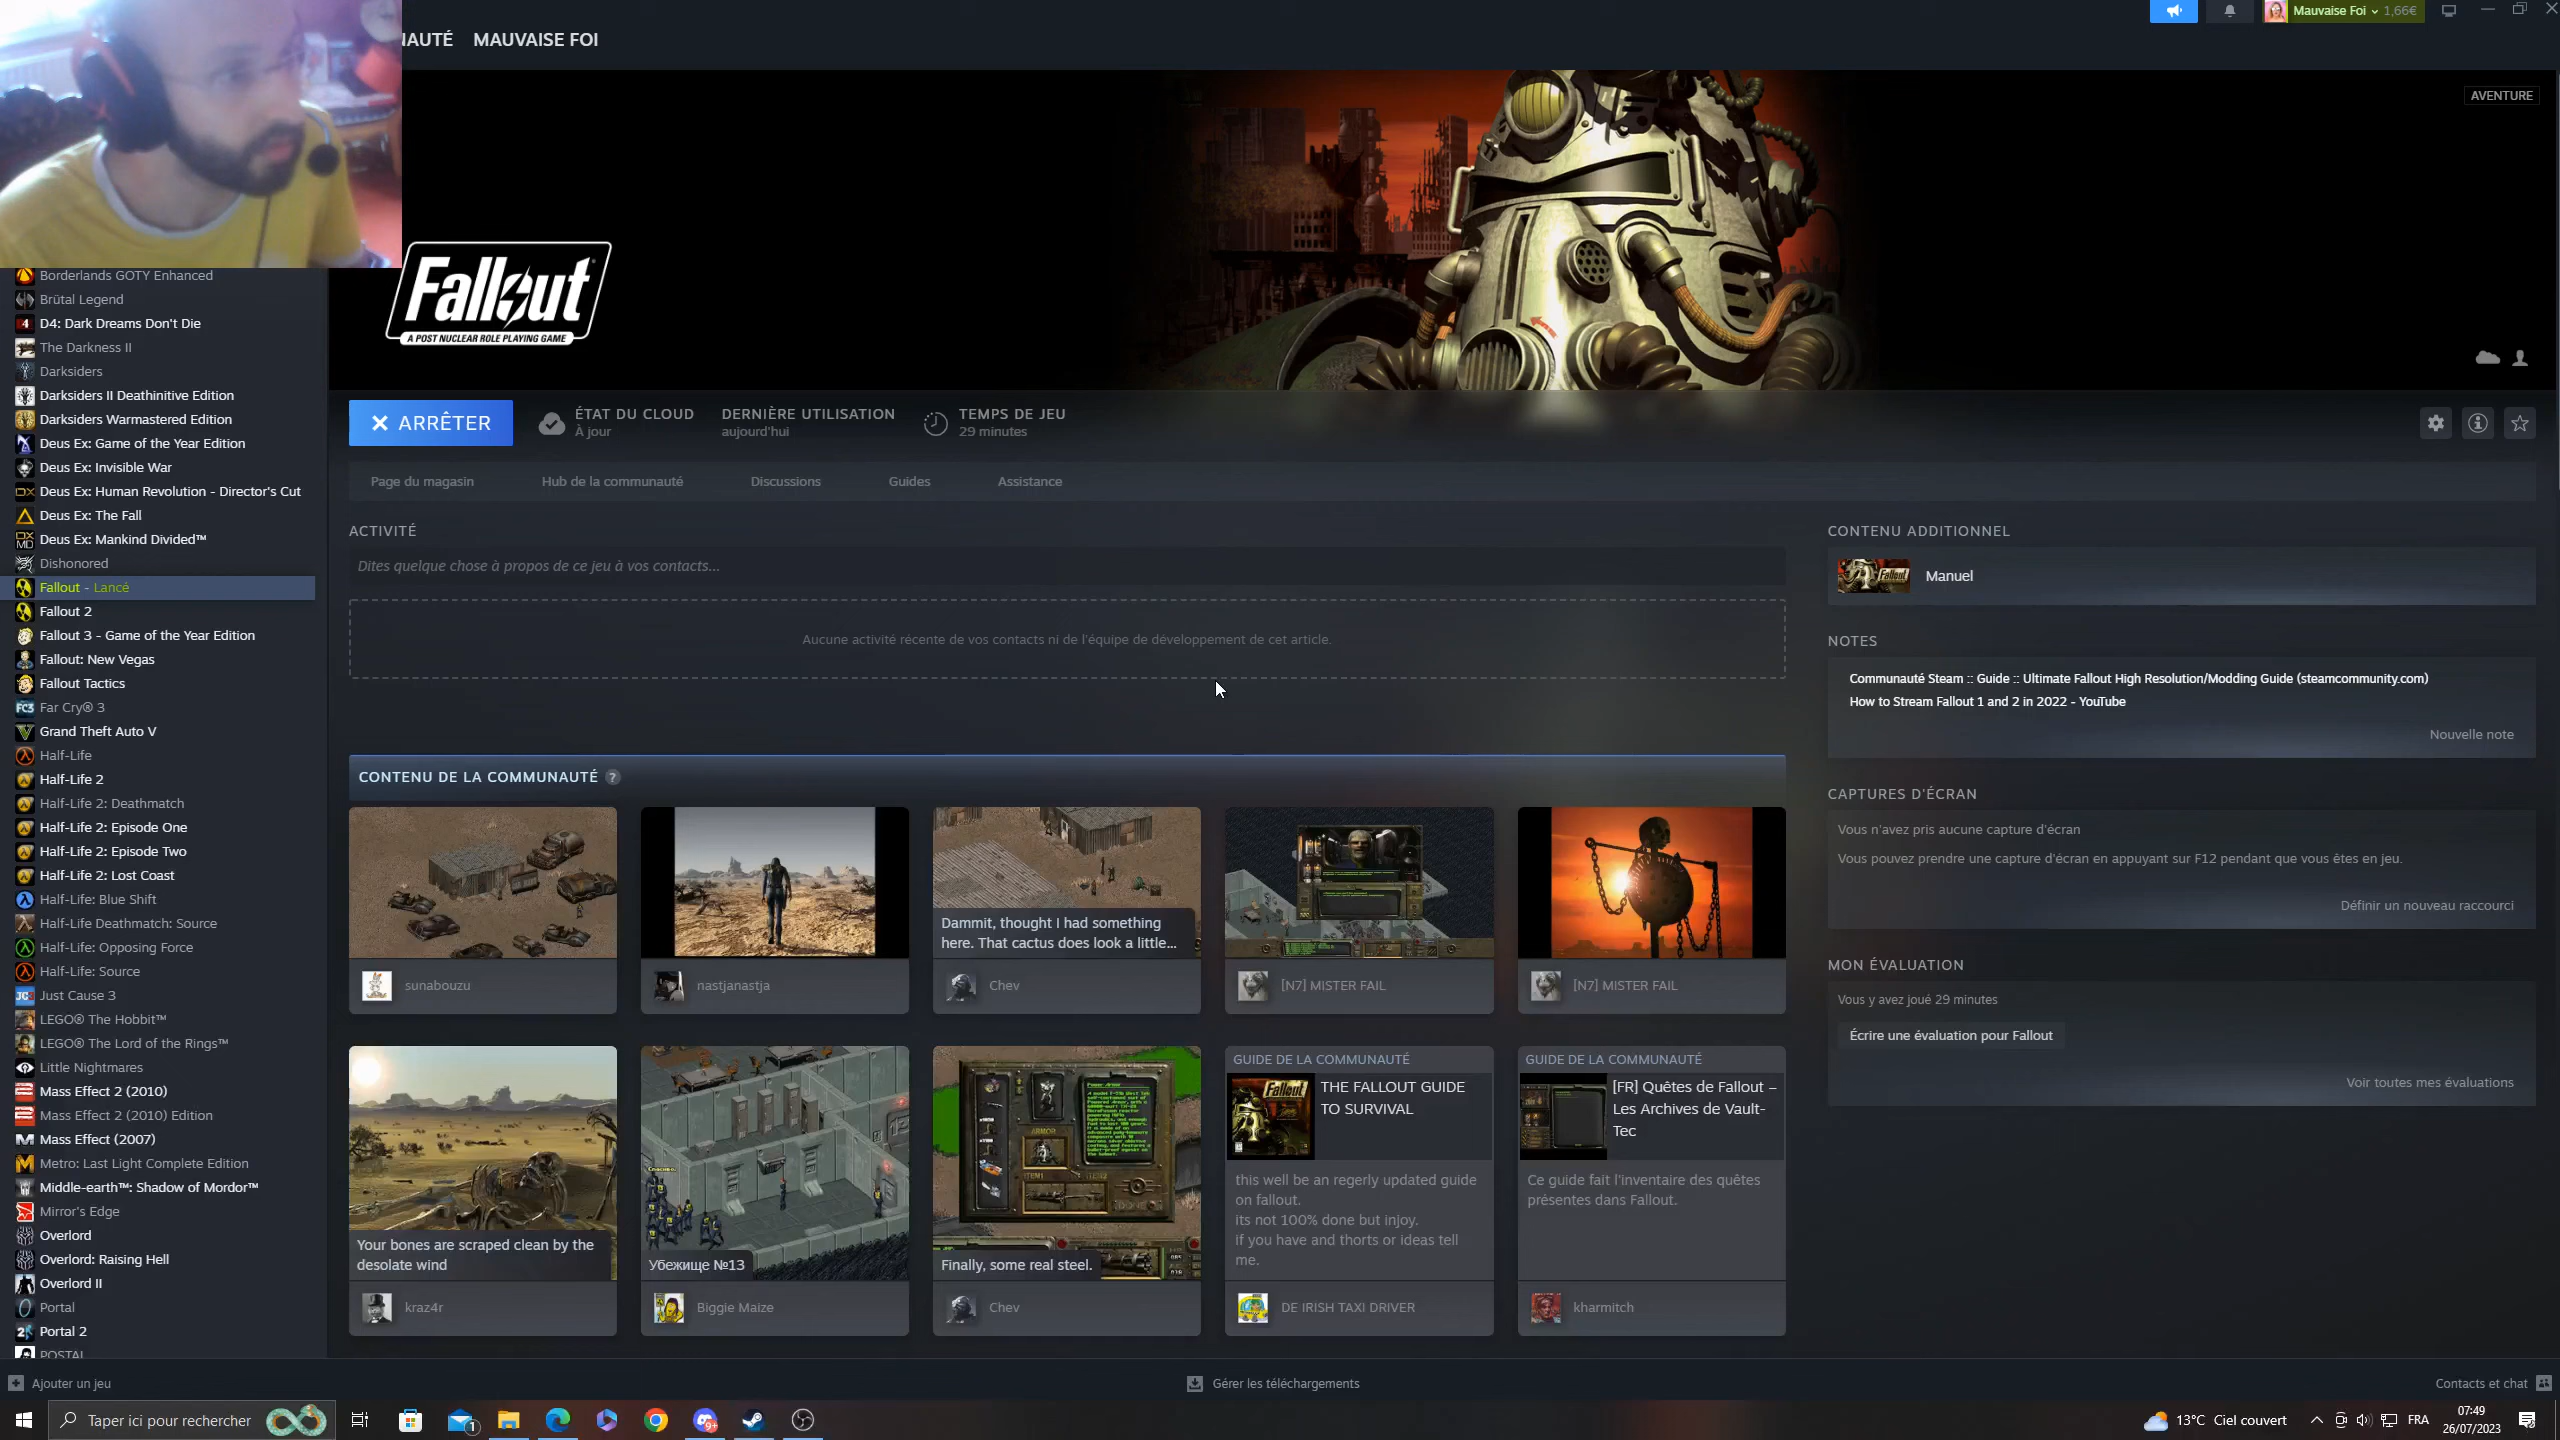 NAUTÉ
MAUVAISE FOI
Mauvaise Foi
1,66€
AVENTURE
Fallout
A POST NUCLEAR ROLE PLAYING GAME
Borderlands GOTY Enhanced
Brütal Legend
D4: Dark Dreams Don't Die
The Darkness II
Darksiders
Darksiders II Deathinitive Edition
Darksiders Warmastered Edition
Deus Ex: Game of the Year Edition
Deus Ex: Invisible War
Deus Ex: Human Revolution - Director's Cut
Deus Ex: The Fall
Deus Ex: Mankind Divided™
Dishonored
Fallout - Lancé
Fallout 2
Fallout 3 - Game of the Year Edition
Fallout: New Vegas
Fallout Tactics
Far Cry® 3
Grand Theft Auto V
Half-Life
Half-Life 2
Half-Life 2: Deathmatch
Half-Life 2: Episode One
Half-Life 2: Episode Two
Half-Life 2: Lost Coast
Half-Life: Blue Shift
Half-Life Deathmatch: Source
Half-Life: Opposing Force
Half-Life: Source
Just Cause 3
LEGO® The Hobbit™
LEGO® The Lord of the Rings™
Little Nightmares
Mass Effect 2 (2010)
Mass Effect 2 (2010) Edition
Mass Effect (2007)
Metro: Last Light Complete Edition
Middle-earth™: Shadow of Mordor™
Mirror's Edge
Overlord
Overlord: Raising Hell
Overlord II
Portal
Portal 2
POSTAL
ARRÊTER
ÉTAT DU CLOUD
À jour
DERNIÈRE UTILISATION
aujourd'hui
TEMPS DE JEU
29 minutes
Page du magasin
Hub de la communauté
Discussions
Guides
Assistance
ACTIVITÉ
Dites quelque chose à propos de ce jeu à vos contacts...
Aucune activité récente de vos contacts ni de l'équipe de développement de cet article.
CONTENU DE LA COMMUNAUTÉ ?
Dammit, thought I had something
here. That cactus does look a little...
sunabouzu
nastjanastja
Chev
[N7] MISTER FAIL
[N7] MISTER FAIL
Your bones are scraped clean by the
desolate wind
kraz4r
Убежище №13
Biggie Maize
Finally, some real steel.
Chev
GUIDE DE LA COMMUNAUTÉ
THE FALLOUT GUIDE
TO SURVIVAL
this well be an regerly updated guide
on fallout.
its not 100% done but injoy.
if you have and thorts or ideas tell
me.
DE IRISH TAXI DRIVER
GUIDE DE LA COMMUNAUTÉ
[FR] Quêtes de Fallout –
Les Archives de Vault-
Tec
Ce guide fait l'inventaire des quêtes
présentes dans Fallout.
kharmitch
CONTENU ADDITIONNEL
Manuel
NOTES
Communauté Steam :: Guide :: Ultimate Fallout High Resolution/Modding Guide (steamcommunity.com)
How to Stream Fallout 1 and 2 in 2022 - YouTube
Nouvelle note
CAPTURES D'ÉCRAN
Vous n'avez pris aucune capture d'écran
Vous pouvez prendre une capture d'écran en appuyant sur F12 pendant que vous êtes en jeu.
Définir un nouveau raccourci
MON ÉVALUATION
Vous y avez joué 29 minutes
Écrire une évaluation pour Fallout
Voir toutes mes évaluations
Ajouter un jeu
Gérer les téléchargements
Contacts et chat
Taper ici pour rechercher
1
9+
13°C Ciel couvert
FRA
07:49
26/07/2023